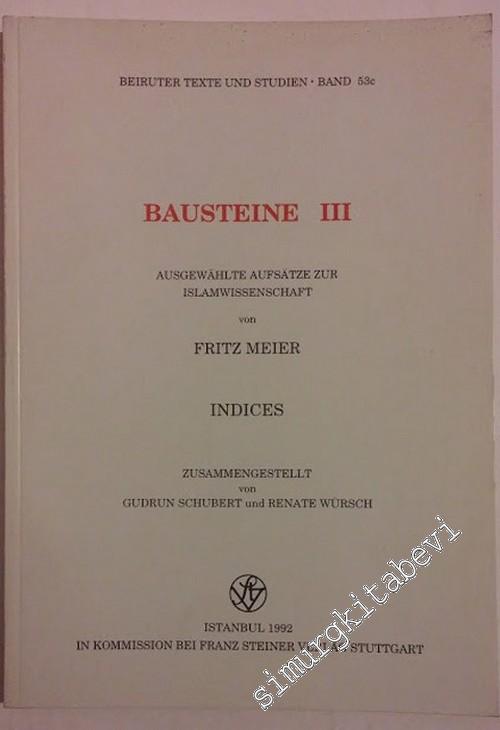 BEIRUTER TEXTE UND STUDIEN · BAND 53c
BAUSTEINE III
AUSGEWÄHLTE AUFSÄTZE ZUR
ISLAMWISSENSCHAFT
von
FRITZ MEIER
INDICES
ZUSAMMENGESTELLT
von
GUDRUN SCHUBERT und RENATE WÜRSCH
ISTANBUL 1992
IN KOMMISSION BEI FRANZ STEINER VERLAG STUTTGART
simurgkitabevi